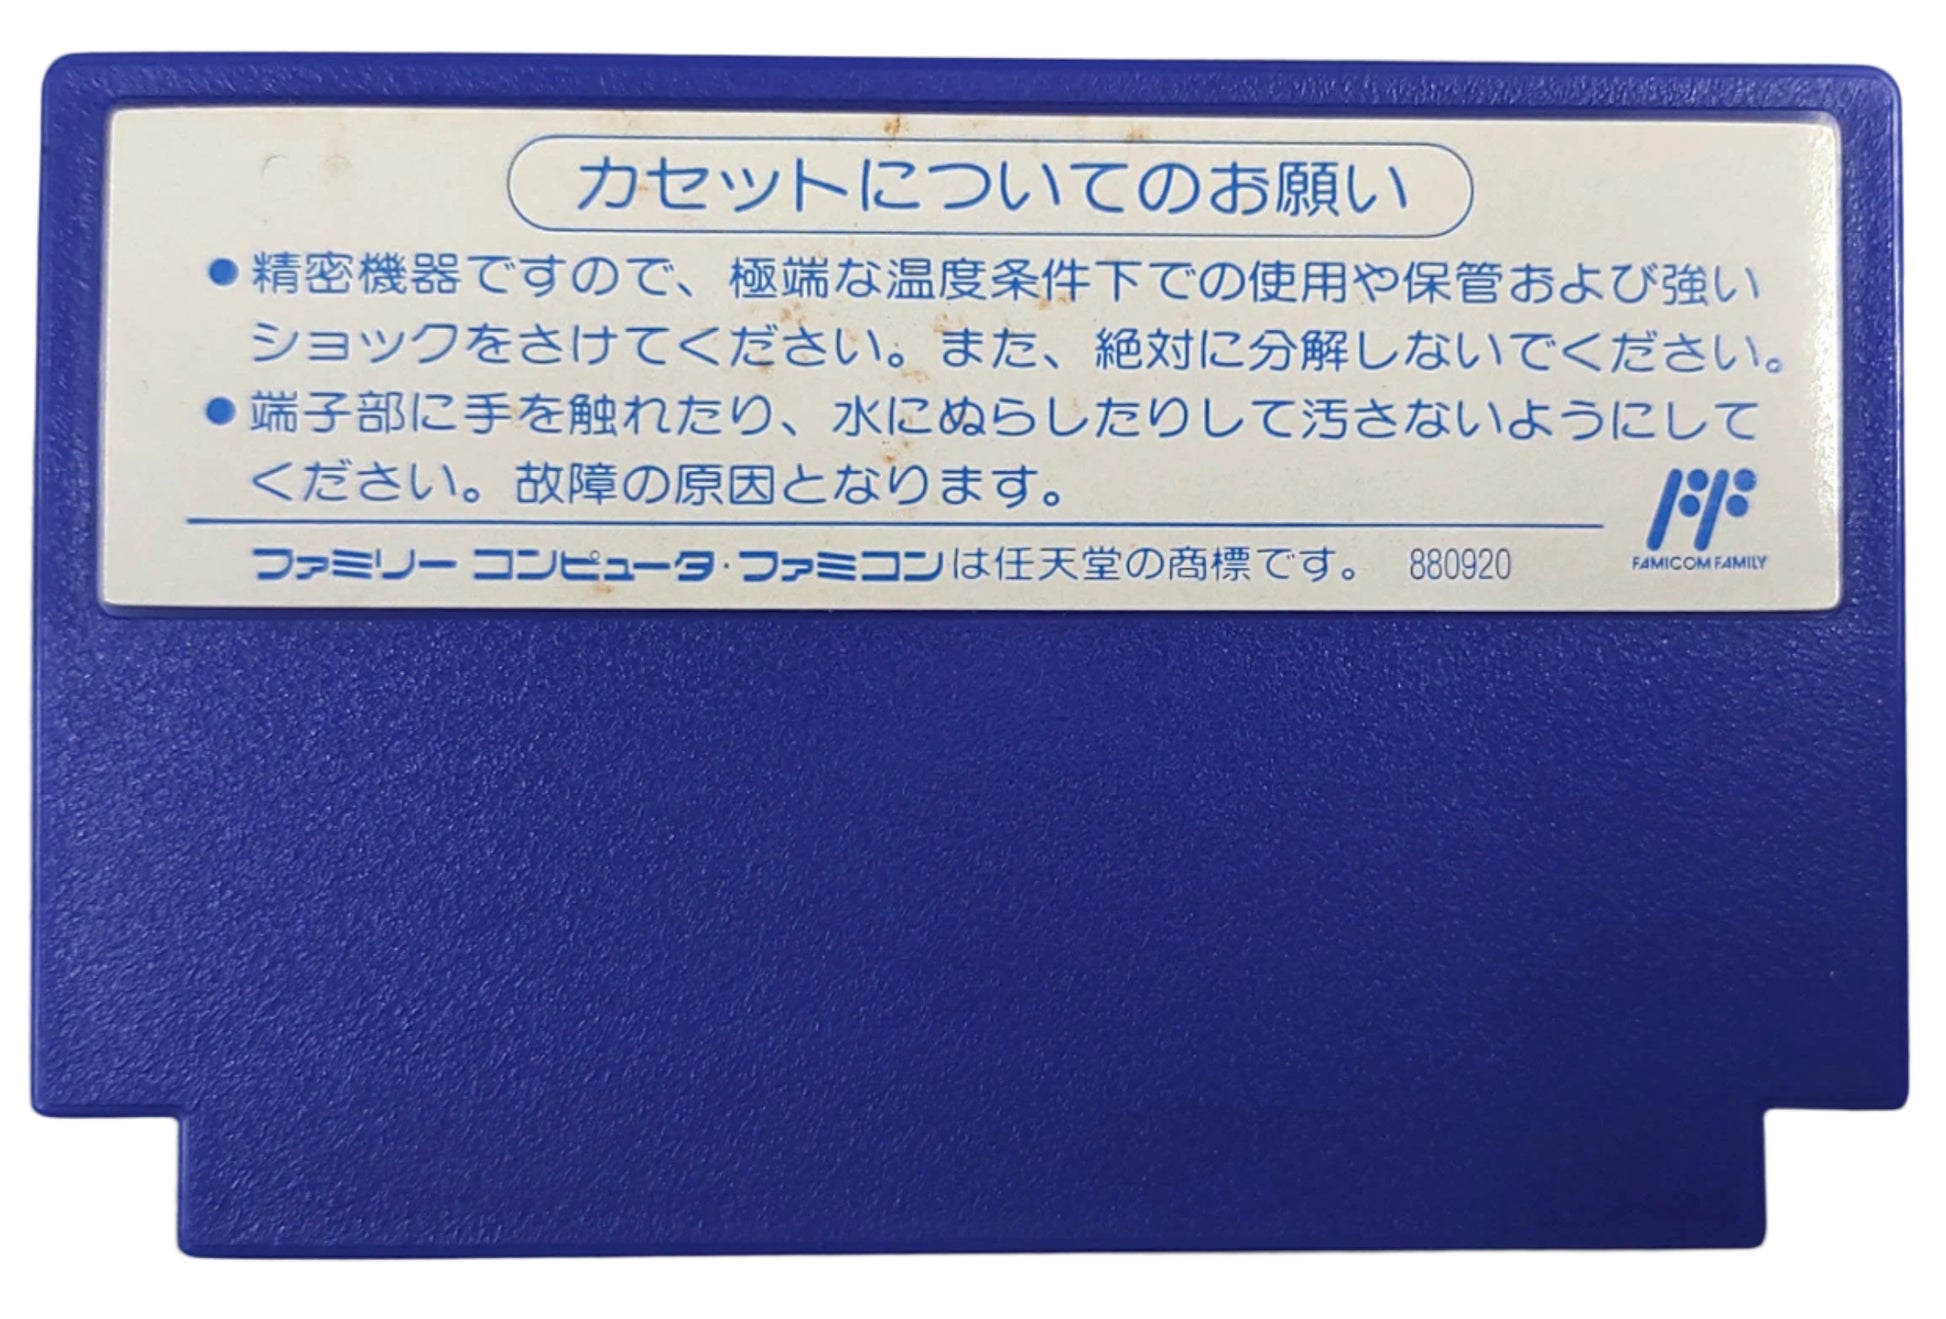 カセットについてのお願い
●精密機器ですので、極端な温度条件下での使用や保管および強い
ショックをさけてください。また、絶対に分解しないでください。
●端子部に手を触れたり、水にぬらしたりして汚さないようにして
ください。故障の原因となります。
ファミリーコンピュータ・ファミコンは任天堂の商標です。 880920
FAMICOM FAMILY